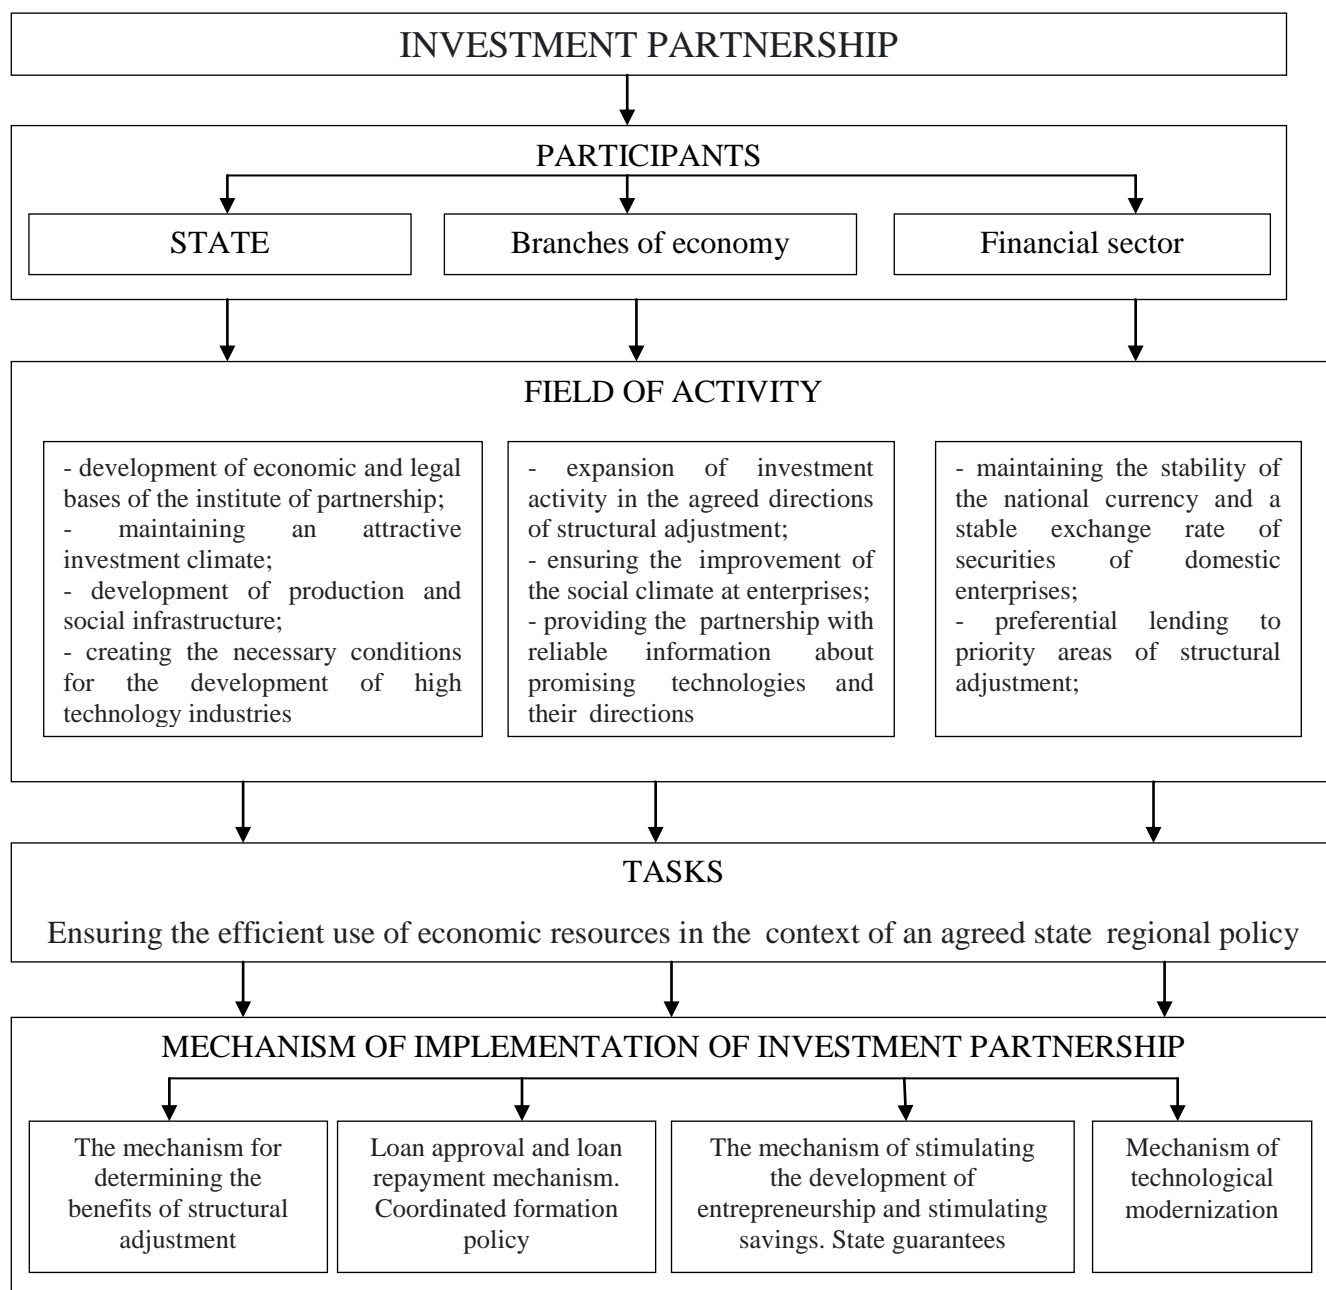 INVESTMENT PARTNERSHIP
PARTICIPANTS
STATE
Branches of economy
Financial sector
FIELD OF ACTIVITY
- development of economic and legal
bases of the institute of partnership;
- maintaining an attractive
investment climate;
- development of production and
social infrastructure;
- creating the necessary conditions
for the development of high
technology industries
- expansion of investment
activity in the agreed directions
of structural adjustment;
- ensuring the improvement of
the social climate at enterprises;
- providing the partnership with
reliable information about
promising technologies and
their directions
- maintaining the stability of
the national currency and a
stable exchange rate of
securities of domestic
enterprises;
- preferential lending to
priority areas of structural
adjustment;
TASKS
Ensuring the efficient use of economic resources in the context of an agreed state regional policy
MECHANISM OF IMPLEMENTATION OF INVESTMENT PARTNERSHIP
The mechanism for
determining the
benefits of structural
adjustment
Loan approval and loan
repayment mechanism.
Coordinated formation
policy
The mechanism of stimulating
the development of
entrepreneurship and stimulating
savings. State guarantees
Mechanism of
technological
modernization